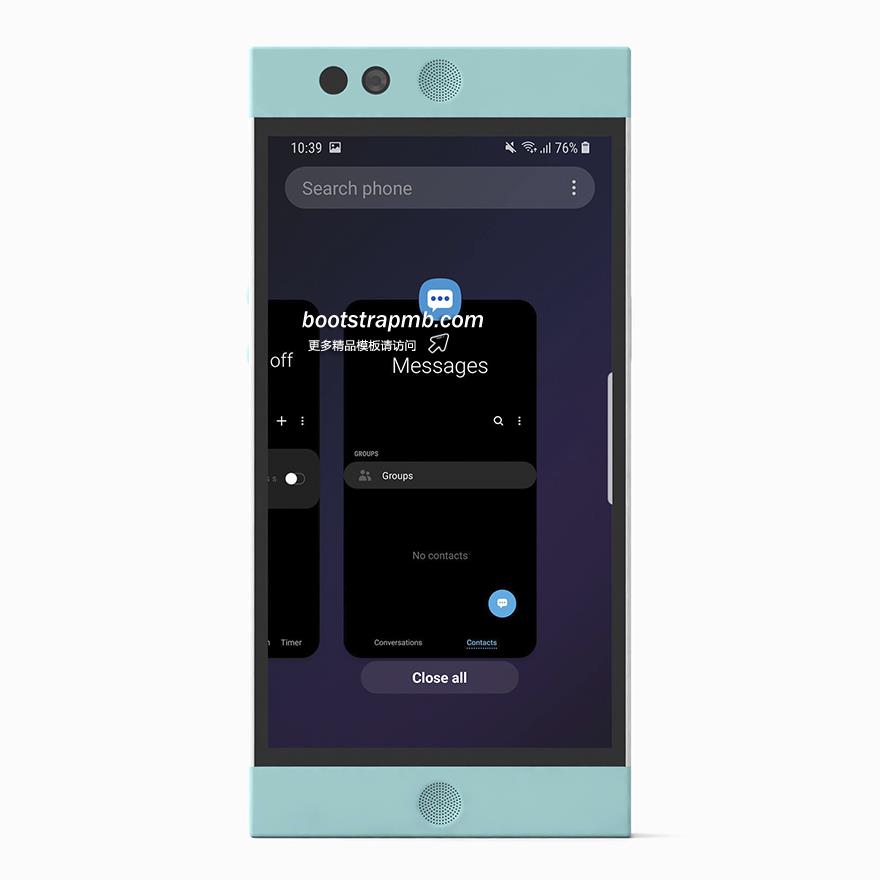 10:39
76%
Search phone
bootstrapmb.com
更多精品模板请访问
off
Messages
GROUPS
Groups
No contacts
Timer
Conversations
Contacts
Close all